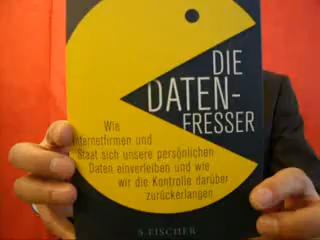 DIE
DATEN-
FRESSER
Wie
Internetfirmen und
Staat sich unsere persönlichen
Daten einverleiben und wie
wir die Kontrolle darüber
zurückerlangen
S. FISCHER